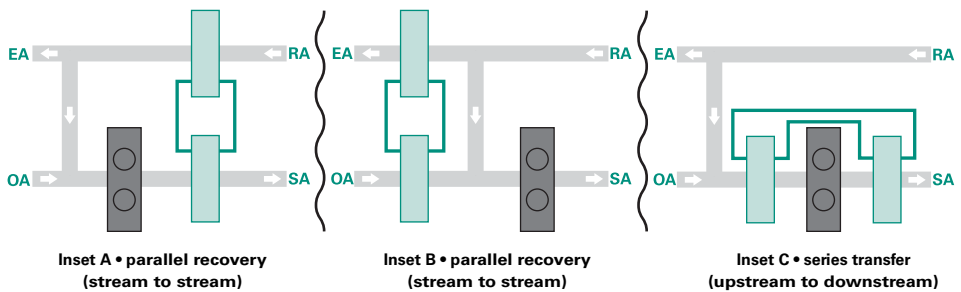 EA RA EA RA EA RA
OA SA OA SA OA SA
Inset A • parallel recovery
(stream to stream)
Inset B • parallel recovery
(stream to stream)
Inset C • series transfer
(upstream to downstream)